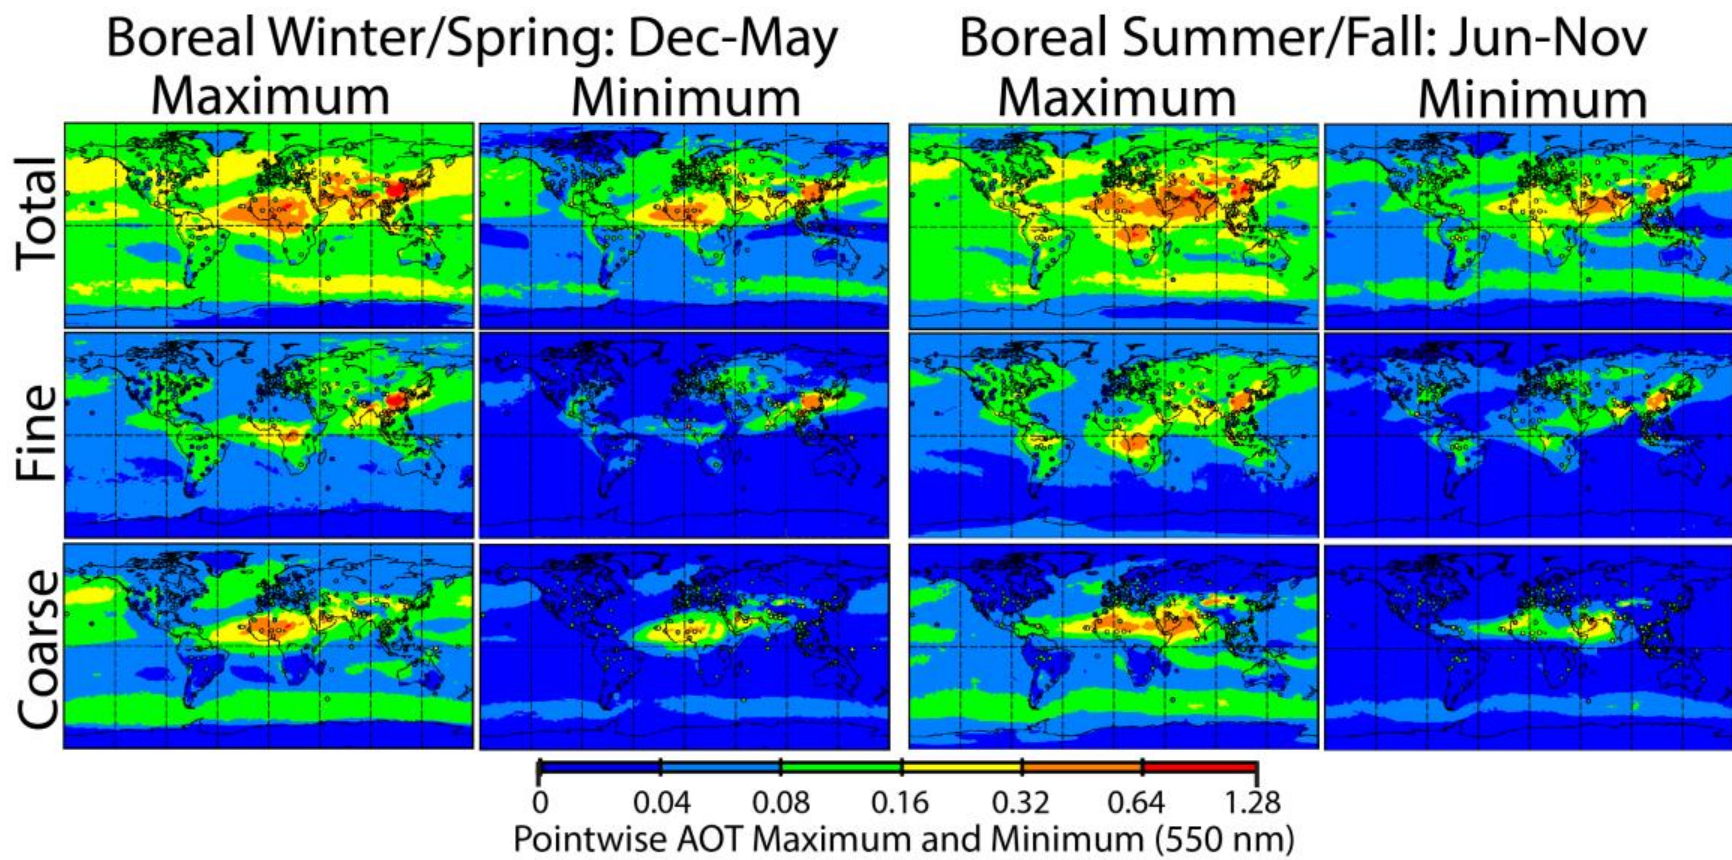 Boreal Winter/Spring: Dec-May
Boreal Summer/Fall: Jun-Nov
Maximum
Minimum
Maximum
Minimum
Total
Fine
Coarse
0 0.04 0.08 0.16 0.32 0.64 1.28
Pointwise AOT Maximum and Minimum (550 nm)